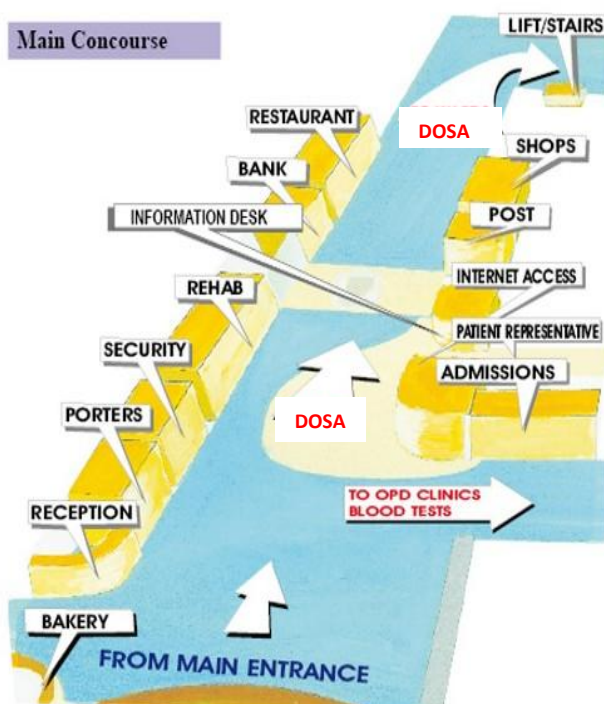 Main Concourse
LIFT/STAIRS
RESTAURANT
DOSA
SHOPS
BANK
POST
INFORMATION DESK
INTERNET ACCESS
REHAB
PATIENT REPRESENTATIVE
SECURITY
ADMISSIONS
PORTERS
DOSA
TO OPD CLINICS
BLOOD TESTS
RECEPTION
BAKERY
FROM MAIN ENTRANCE